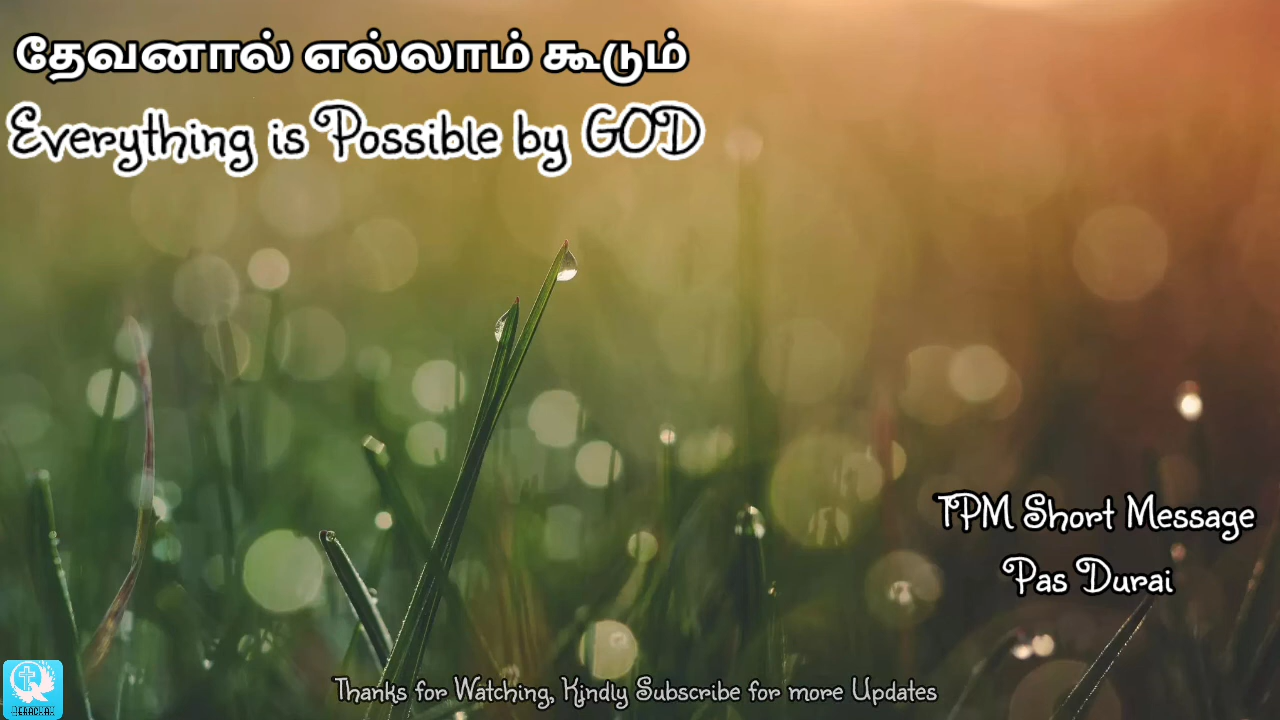 தேவனால் எல்லாம் கூடும்
Everything is Possible by GOD
TPM Short Message
Pas Durai
Thanks for Watching, Kindly Subscribe for more Updates